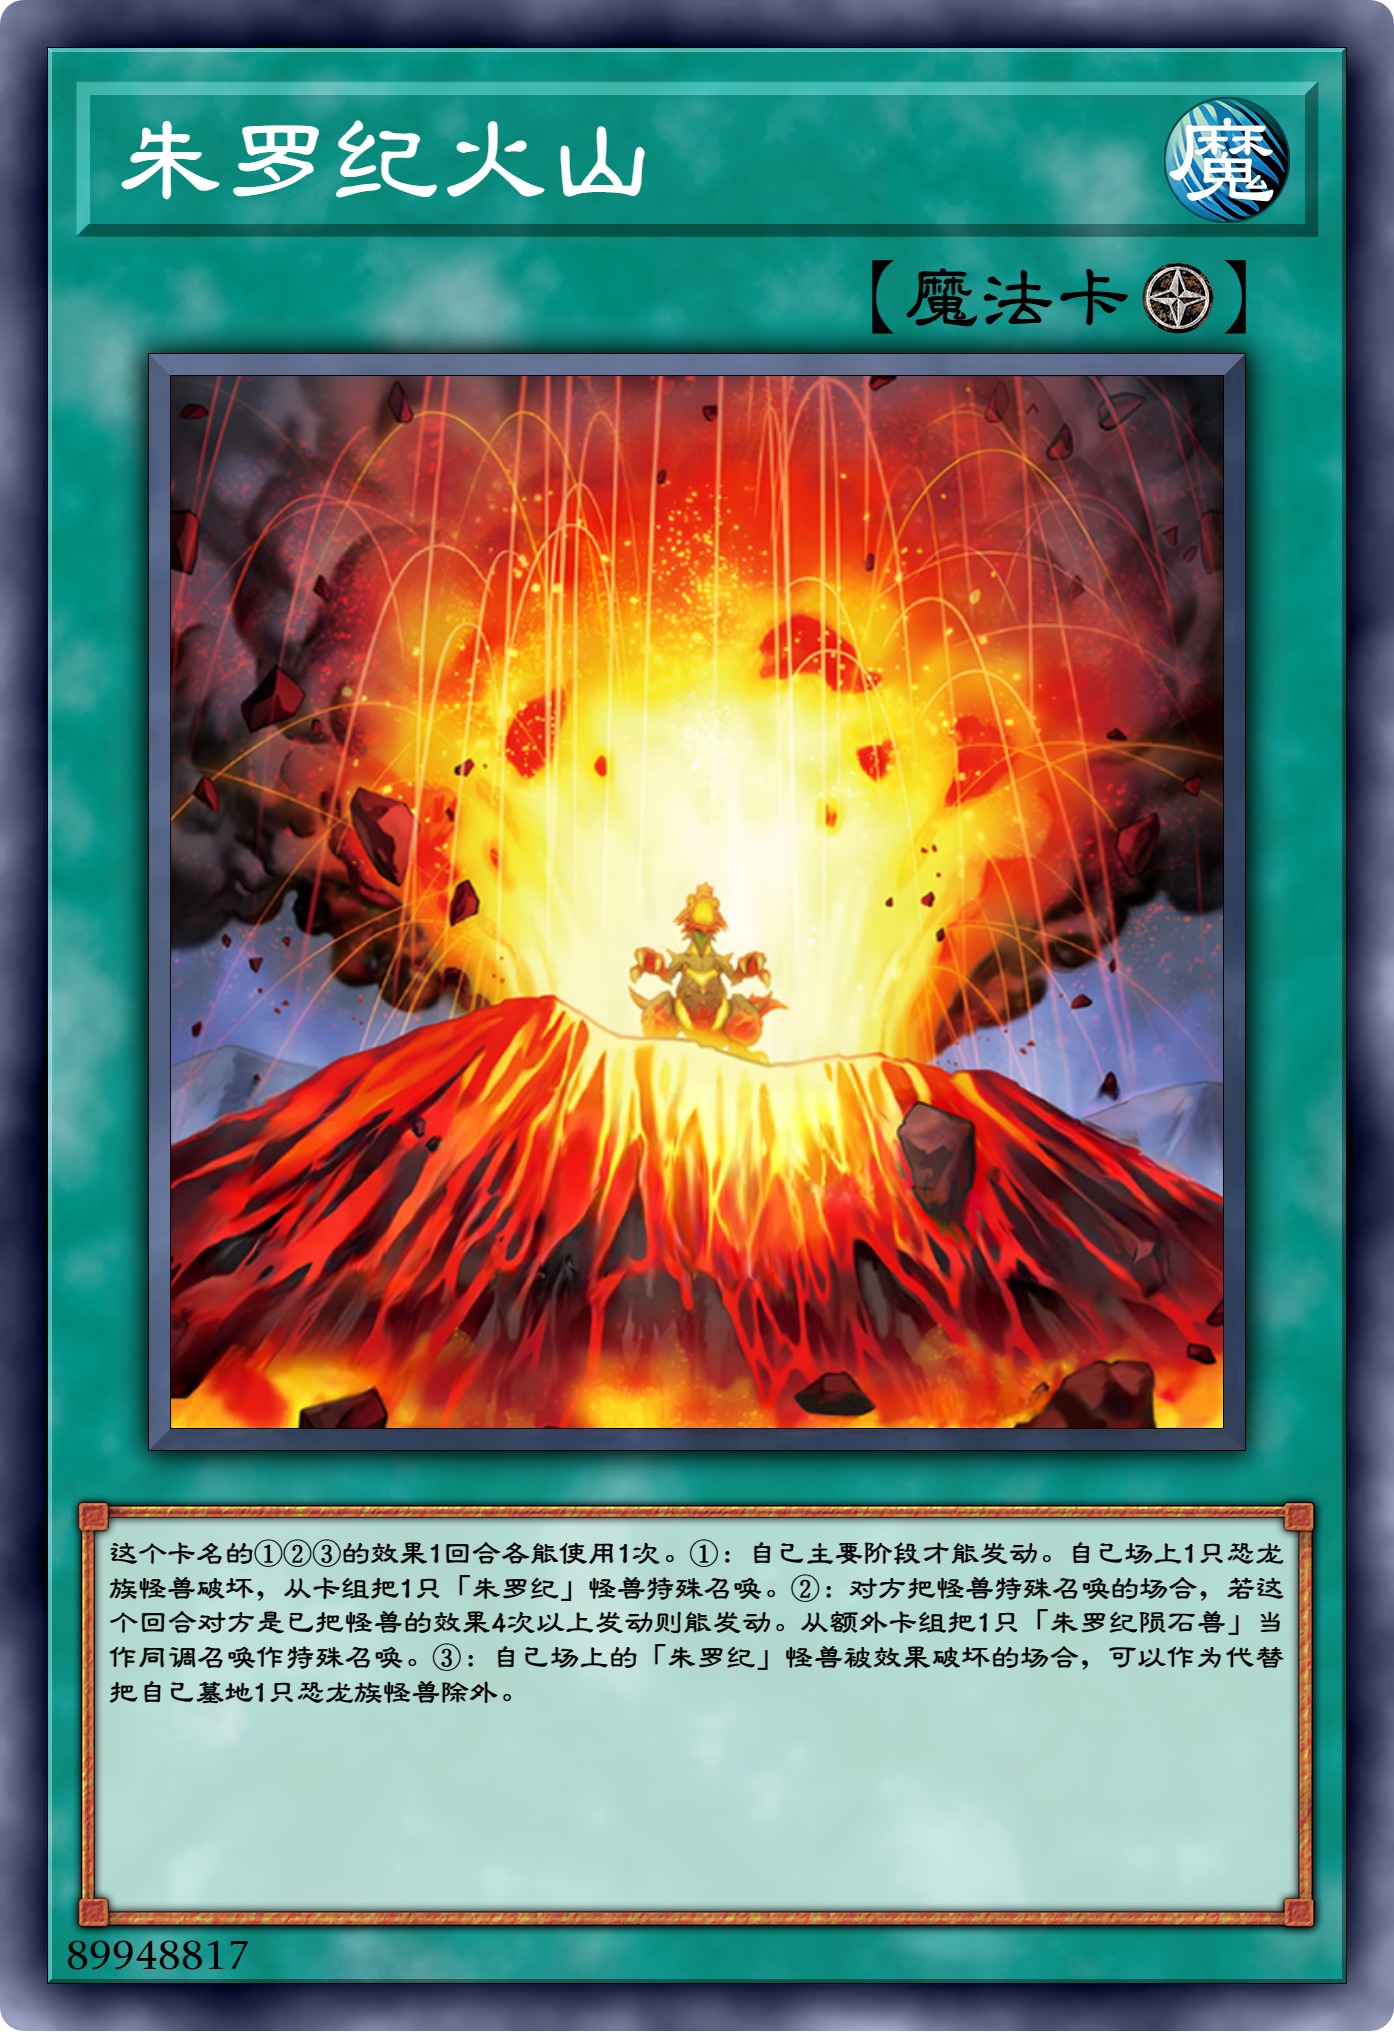 朱罗纪火山
魔
【魔法卡】
这个卡名的①②③的效果1回合各能使用1次。①：自己主要阶段才能发动。自己场上1只恐龙
族怪兽破坏，从卡组把1只「朱罗纪」怪兽特殊召唤。②：对方把怪兽特殊召唤的场合，若这
个回合对方是已把怪兽的效果4次以上发动则能发动。从额外卡组把1只「朱罗纪陨石兽」当
作同调召唤作特殊召唤。③：自己场上的「朱罗纪」怪兽被效果破坏的场合，可以作为代替
把自己墓地1只恐龙族怪兽除外。
89948817